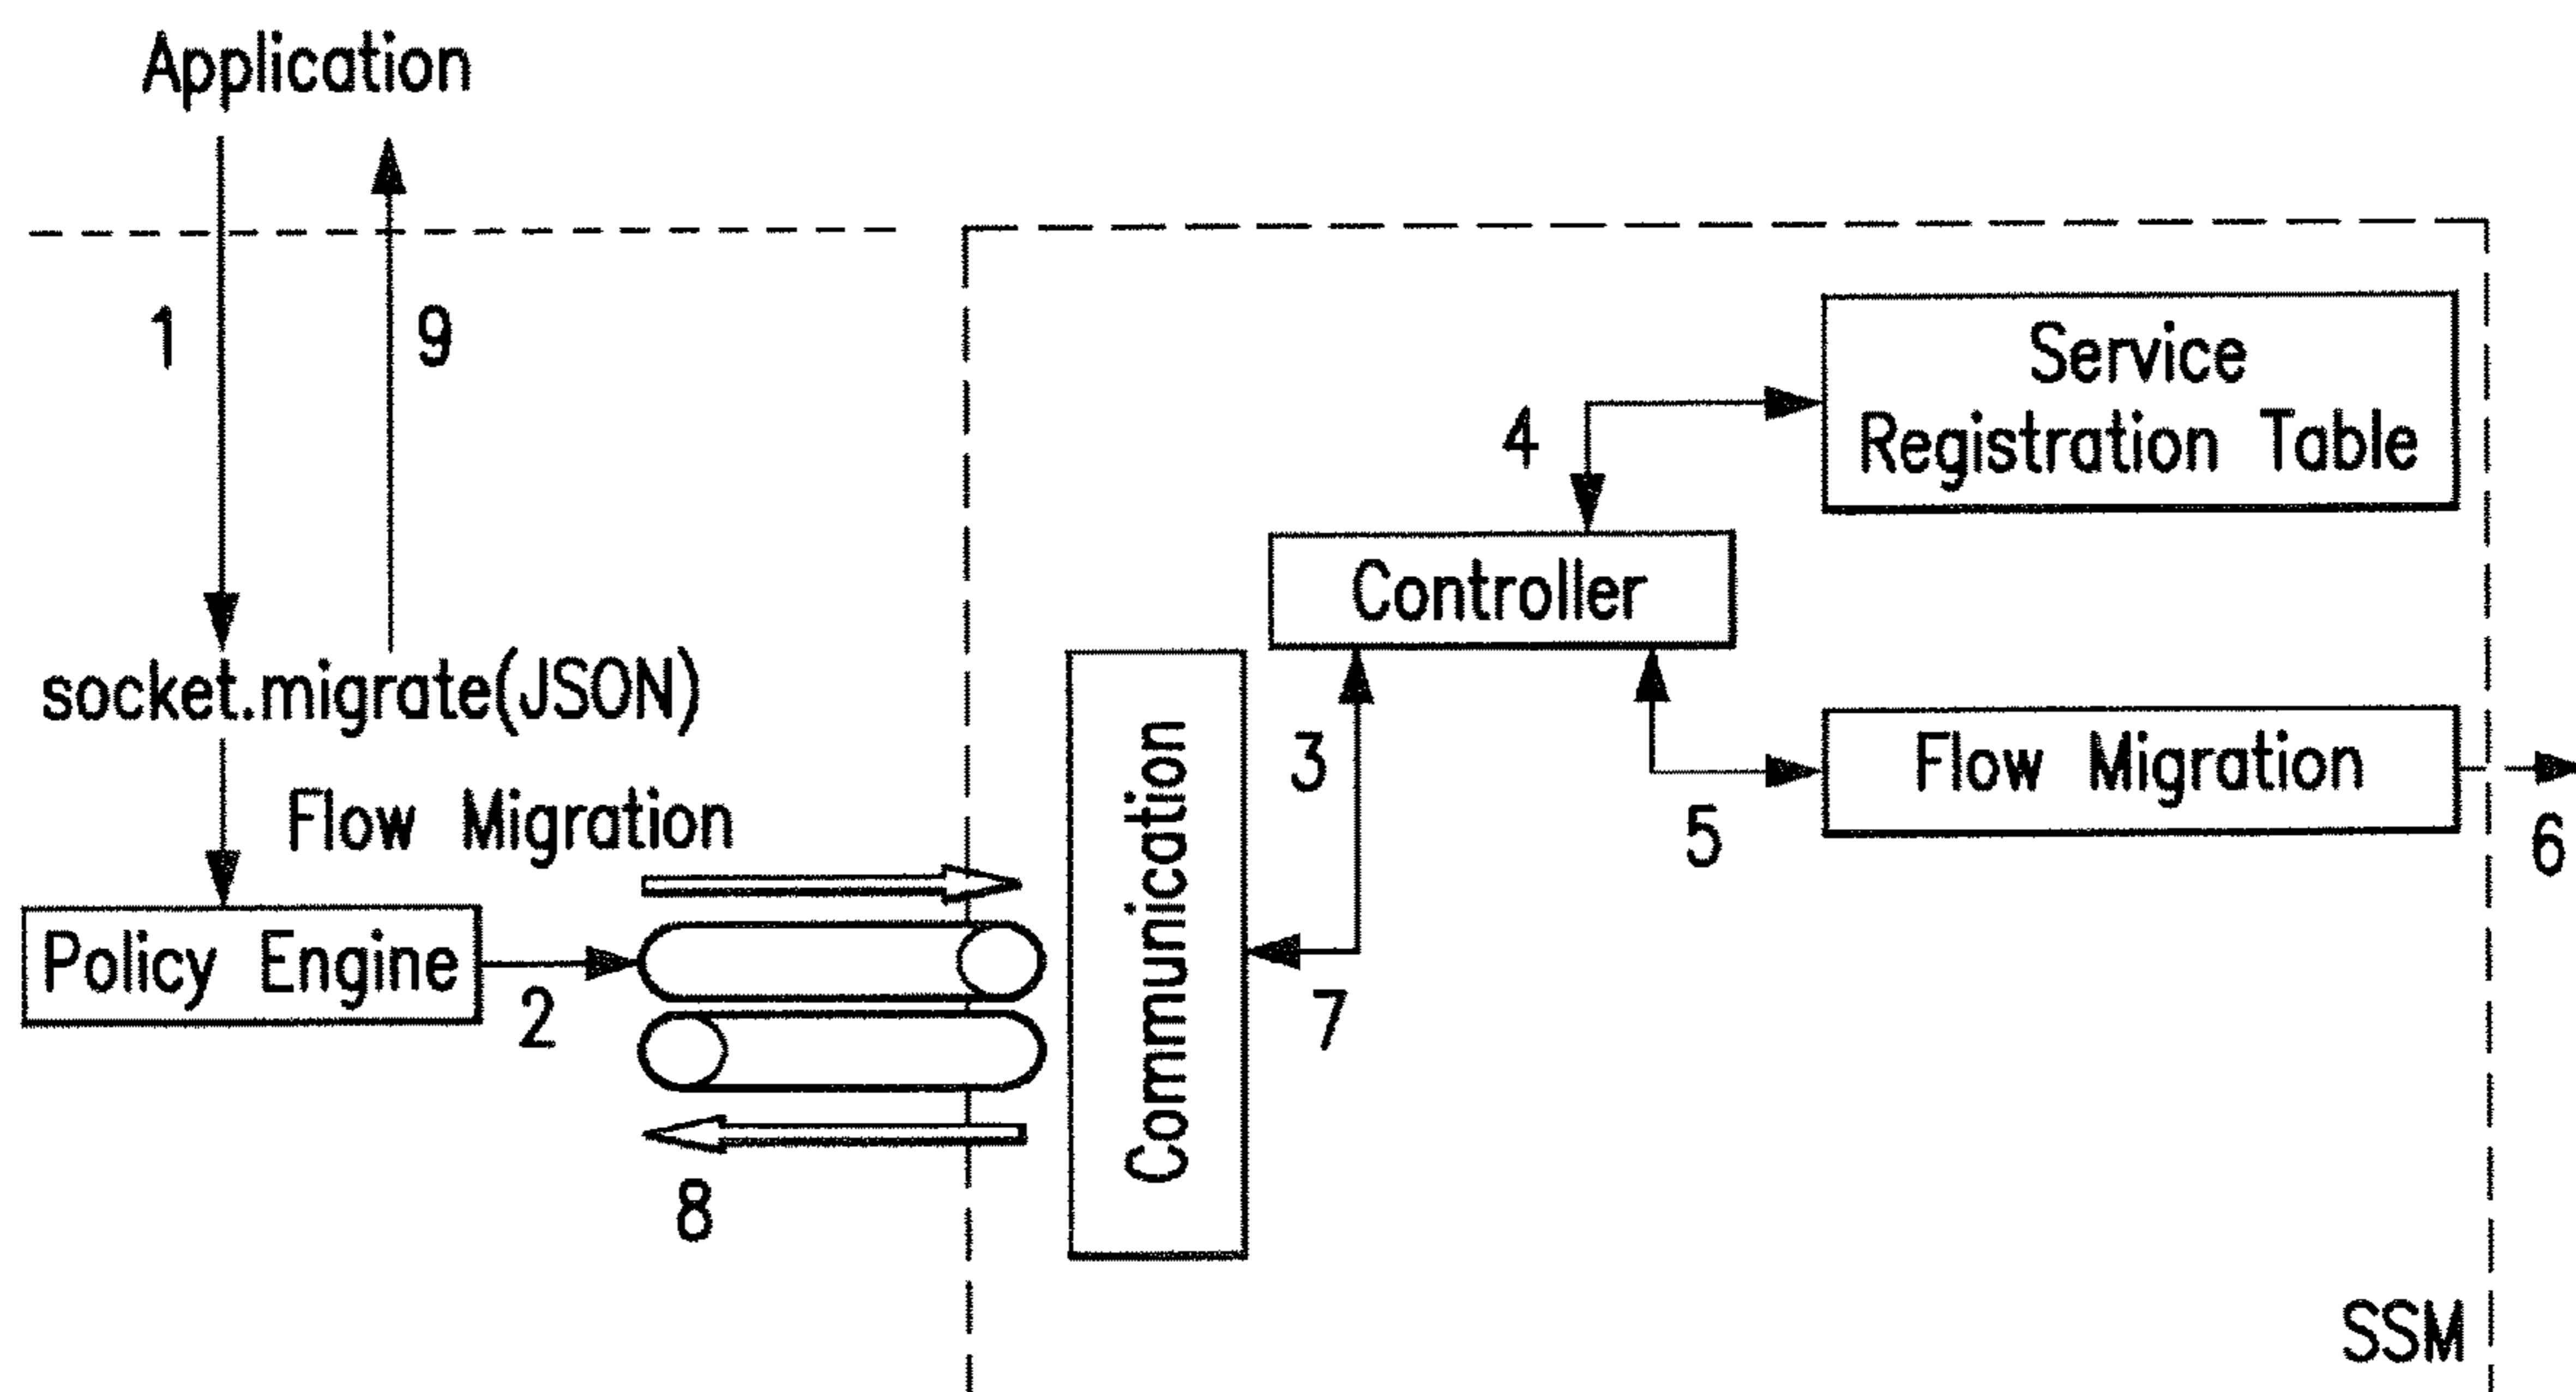 Application
1
9
socket.migrate(JSON)
Flow Migration
Policy Engine
2
8
Communication
3
7
Controller
4
5
Service
Registration Table
Flow Migration
6
SSM